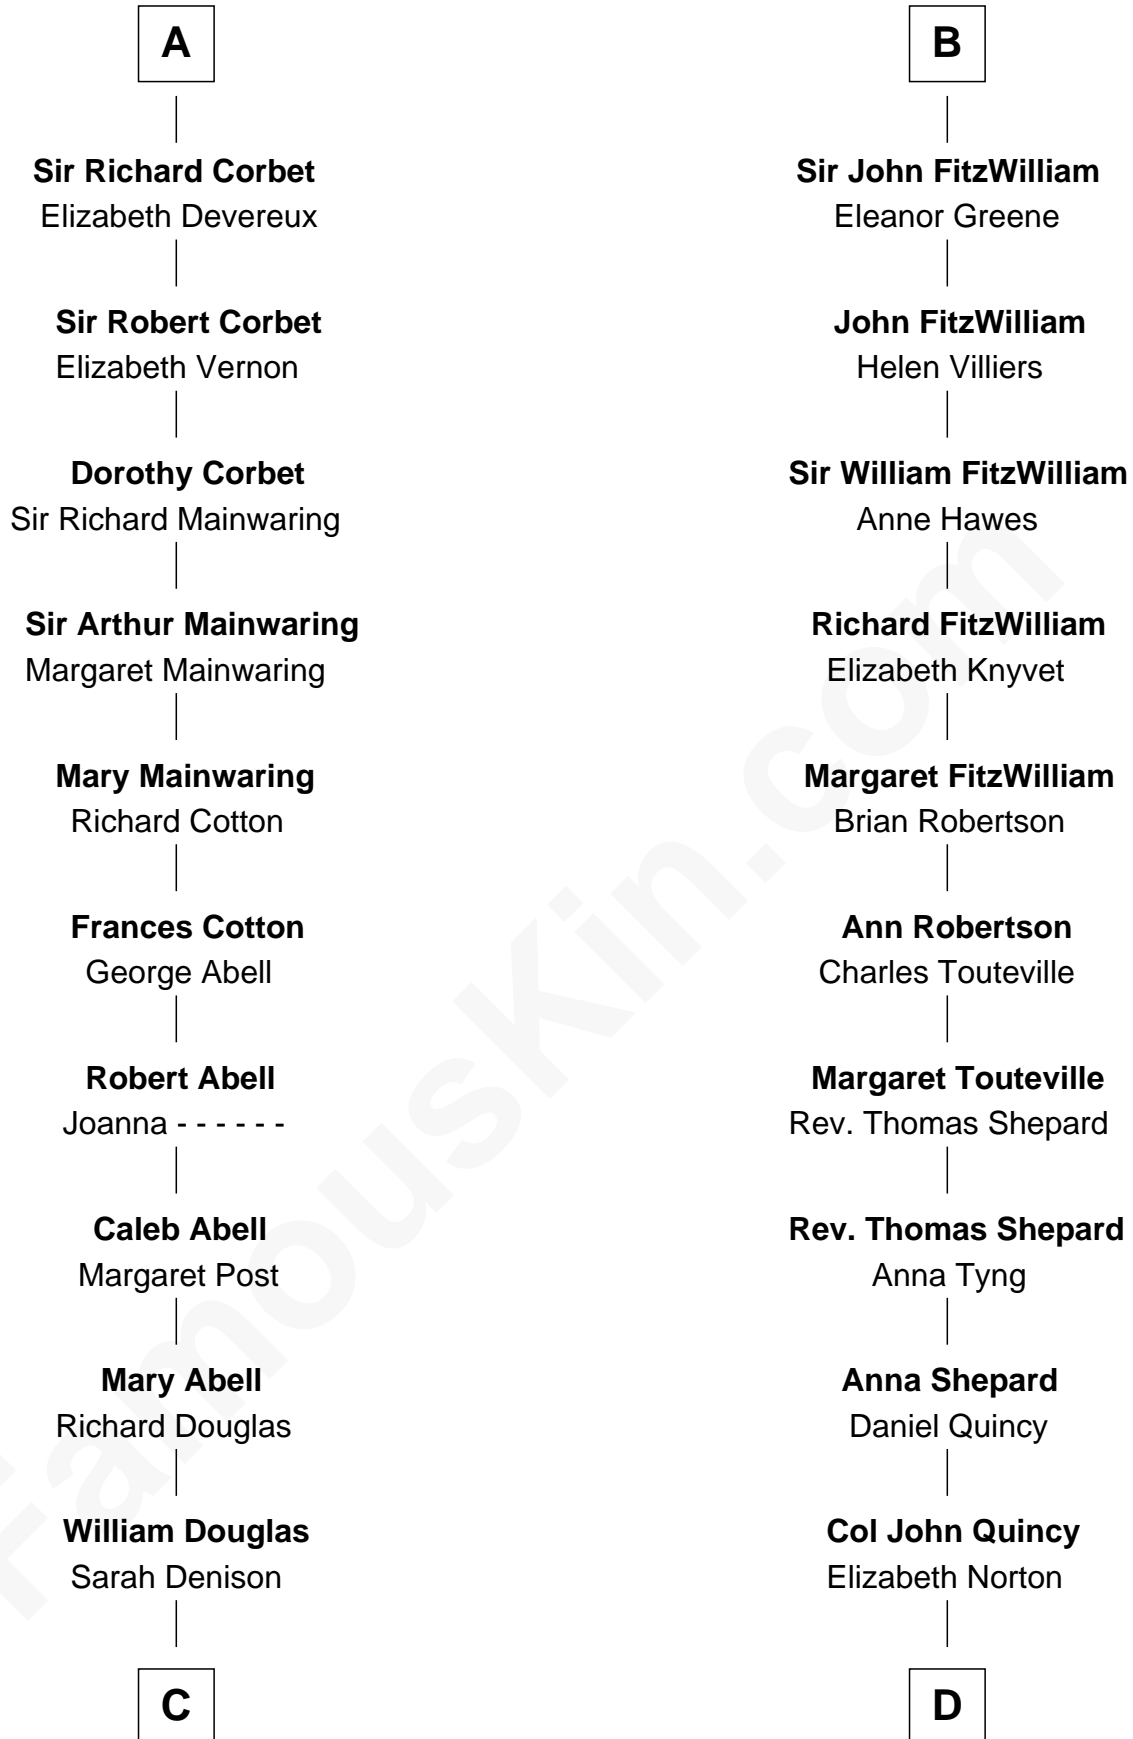 A
Sir Richard Corbet
Elizabeth Devereux
Sir Robert Corbet
Elizabeth Vernon
Dorothy Corbet
Sir Richard Mainwaring
Sir Arthur Mainwaring
Margaret Mainwaring
Mary Mainwaring
Richard Cotton
Frances Cotton
George Abell
Robert Abell
Joanna - - - - - -
Caleb Abell
Margaret Post
Mary Abell
Richard Douglas
William Douglas
Sarah Denison
C
B
Sir John FitzWilliam
Eleanor Greene
John FitzWilliam
Helen Villiers
Sir William FitzWilliam
Anne Hawes
Richard FitzWilliam
Elizabeth Knyvet
Margaret FitzWilliam
Brian Robertson
Ann Robertson
Charles Touteville
Margaret Touteville
Rev. Thomas Shepard
Rev. Thomas Shepard
Anna Tyng
Anna Shepard
Daniel Quincy
Col John Quincy
Elizabeth Norton
D
FamousKin.com